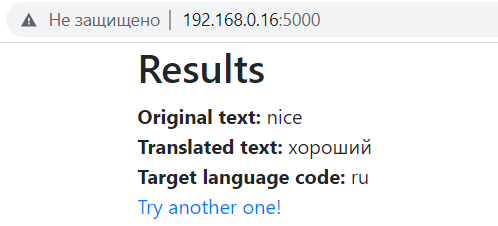 Не защищено | 192.168.0.16:5000
Results
Original text: nice
Translated text: хороший
Target language code: ru
Try another one!